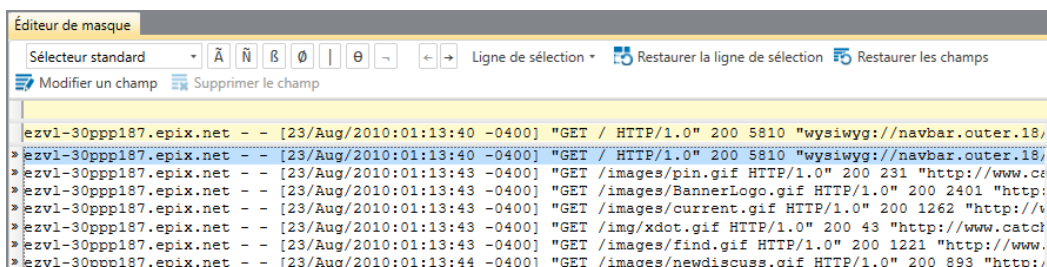 Éditeur de masque
Sélecteur standard Ã Ñ ß Ø | Ɵ ¬ ← → Ligne de sélection Restaurer la ligne de sélection Restaurer les champs
Modifier un champ Supprimer le champ
ezvl-30ppp187.epix.net - - [23/Aug/2010:01:13:40 -0400] "GET / HTTP/1.0" 200 5810 "wysiwyg://navbar.outer.18/
» ezvl-30ppp187.epix.net - - [23/Aug/2010:01:13:40 -0400] "GET / HTTP/1.0" 200 5810 "wysiwyg://navbar.outer.18/
» ezvl-30ppp187.epix.net - - [23/Aug/2010:01:13:43 -0400] "GET /images/pin.gif HTTP/1.0" 200 231 "http://www.ca
» ezvl-30ppp187.epix.net - - [23/Aug/2010:01:13:43 -0400] "GET /images/BannerLogo.gif HTTP/1.0" 200 2401 "http:
» ezvl-30ppp187.epix.net - - [23/Aug/2010:01:13:43 -0400] "GET /images/current.gif HTTP/1.0" 200 1262 "http://
» ezvl-30ppp187.epix.net - - [23/Aug/2010:01:13:43 -0400] "GET /img/xdot.gif HTTP/1.0" 200 43 "http://www.catch
» ezvl-30ppp187.epix.net - - [23/Aug/2010:01:13:43 -0400] "GET /images/find.gif HTTP/1.0" 200 1221 "http://www.
» ezvl-30ppp187.epix.net - - [23/Aug/2010:01:13:44 -0400] "GET /images/newdiscuss.gif HTTP/1.0" 200 893 "http:/